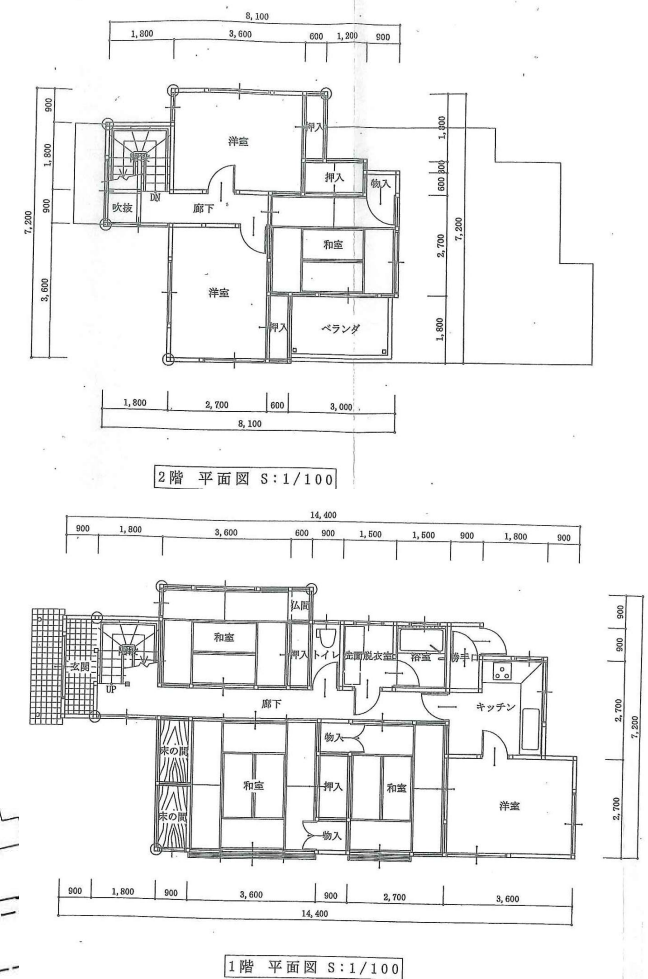 8,100
1,800 3,600 600 1,200 900
900
1,800
900
3,600
7,200
洋室
押入
押入
物入
吹抜
DN
廊下
和室
洋室
押入
ベランダ
1,800
600
2,700
1,800
7,200
1,800 2,700 600 3,000
8,100
2階 平面図 S:1/100
14,400
900 1,800 3,600 600 900 1,500 1,500 900 1,800 900
仏間
和室
押入
トイレ
洗面脱衣室
浴室
勝手口
玄関
UP
廊下
キッチン
床の間
床の間
和室
物入
押入
物入
和室
洋室
900
900
2,700
2,700
7,200
900 1,800 900 3,600 900 2,700 3,600
14,400
1階 平面図 S:1/100